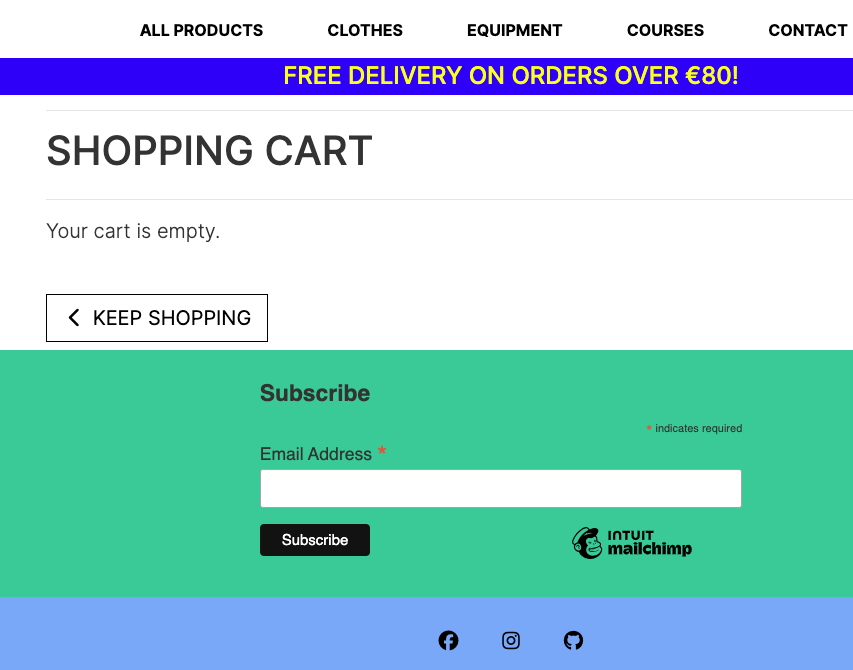 ALL PRODUCTS CLOTHES EQUIPMENT COURSES CONTACT
FREE DELIVERY ON ORDERS OVER €80!
SHOPPING CART
Your cart is empty.
KEEP SHOPPING
Subscribe
* indicates required
Email Address *
Subscribe
INTUIT
mailchimp